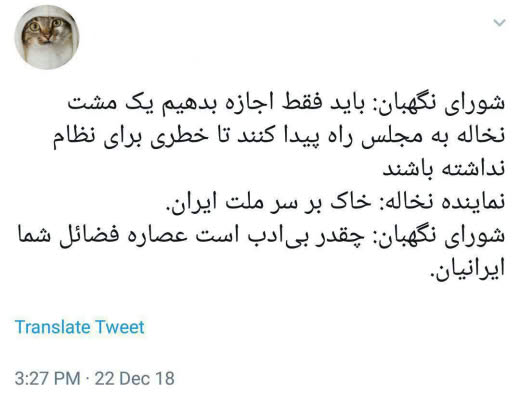 شورای نگهبان: باید فقط اجازه بدهیم یک مشت
نخاله به مجلس راه پیدا کنند تا خطری برای نظام
نداشته باشند
نماینده نخاله: خاک بر سر ملت ایران.
شورای نگهبان: چقدر بی‌ادب است عصاره فضائل شما
ایرانیان.
Translate Tweet
3:27 PM · 22 Dec 18